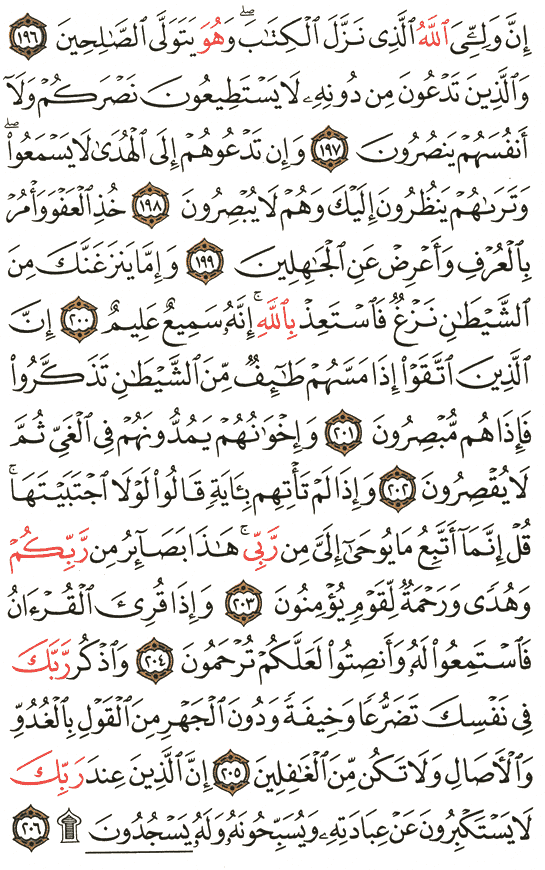 إِنَّ وَلِـِّۧيَ ٱللَّهُ ٱلَّذِي نَزَّلَ ٱلْكِتَٰبَ ۖ وَهُوَ يَتَوَلَّى ٱلصَّٰلِحِينَ ١٩٦
وَٱلَّذِينَ تَدْعُونَ مِن دُونِهِۦ لَا يَسْتَطِيعُونَ نَصْرَكُمْ وَلَآ
أَنفُسَهُمْ يَنصُرُونَ ١٩٧ وَإِن تَدْعُوهُمْ إِلَى ٱلْهُدَىٰ لَا يَسْمَعُوا۟ ۖ
وَتَرَىٰهُمْ يَنظُرُونَ إِلَيْكَ وَهُمْ لَا يُبْصِرُونَ ١٩٨ خُذِ ٱلْعَفْوَ وَأْمُرْ
بِٱلْعُرْفِ وَأَعْرِضْ عَنِ ٱلْجَٰهِلِينَ ١٩٩ وَإِمَّا يَنزَغَنَّكَ مِنَ
ٱلشَّيْطَٰنِ نَزْغٌ فَٱسْتَعِذْ بِٱللَّهِ ۚ إِنَّهُۥ سَمِيعٌ عَلِيمٌ ٢٠٠ إِنَّ
ٱلَّذِينَ ٱتَّقَوْا۟ إِذَا مَسَّهُمْ طَٰٓئِفٌ مِّنَ ٱلشَّيْطَٰنِ تَذَكَّرُوا۟
فَإِذَا هُم مُّبْصِرُونَ ٢٠١ وَإِخْوَٰنُهُمْ يَمُدُّونَهُمْ فِي ٱلْغَيِّ ثُمَّ
لَا يُقْصِرُونَ ٢٠٢ وَإِذَا لَمْ تَأْتِهِم بِـَٔايَةٍ قَالُوا۟ لَوْلَا ٱجْتَبَيْتَهَا ۚ
قُلْ إِنَّمَآ أَتَّبِعُ مَا يُوحَىٰٓ إِلَيَّ مِن رَّبِّي ۚ هَٰذَا بَصَآئِرُ مِن رَّبِّكُمْ
وَهُدًى وَرَحْمَةٌ لِّقَوْمٍ يُؤْمِنُونَ ٢٠٣ وَإِذَا قُرِئَ ٱلْقُرْءَانُ
فَٱسْتَمِعُوا۟ لَهُۥ وَأَنصِتُوا۟ لَعَلَّكُمْ تُرْحَمُونَ ٢٠٤ وَٱذْكُر رَّبَّكَ
فِي نَفْسِكَ تَضَرُّعًا وَخِيفَةً وَدُونَ ٱلْجَهْرِ مِنَ ٱلْقَوْلِ بِٱلْغُدُوِّ
وَٱلْءَاصَالِ وَلَا تَكُن مِّنَ ٱلْغَٰفِلِينَ ٢٠٥ إِنَّ ٱلَّذِينَ عِندَ رَبِّكَ
لَا يَسْتَكْبِرُونَ عَنْ عِبَادَتِهِۦ وَيُسَبِّحُونَهُۥ وَلَهُۥ يَسْجُدُونَ ۩ ٢٠٦